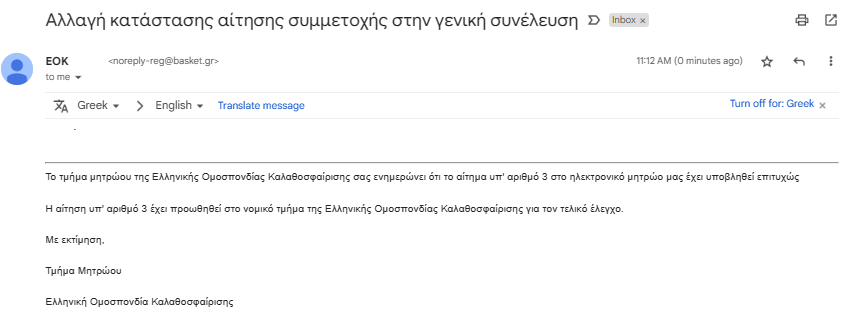 Αλλαγή κατάστασης αίτησης συμμετοχής στην γενική συνέλευση Inbox x
EOK <noreply-reg@basket.gr> 11:12 AM (0 minutes ago)
to me
Greek > English Translate message Turn off for: Greek x
.
Το τμήμα μητρώου της Ελληνικής Ομοσπονδίας Καλαθοσφαίρισης σας ενημερώνει ότι το αίτημα υπ' αριθμό 3 στο ηλεκτρονικό μητρώο μας έχει υποβληθεί επιτυχώς
Η αίτηση υπ' αριθμό 3 έχει προωθηθεί στο νομικό τμήμα της Ελληνικής Ομοσπονδίας Καλαθοσφαίρισης για τον τελικό έλεγχο.
Με εκτίμηση,
Τμήμα Μητρώου
Ελληνική Ομοσπονδία Καλαθοσφαίρισης